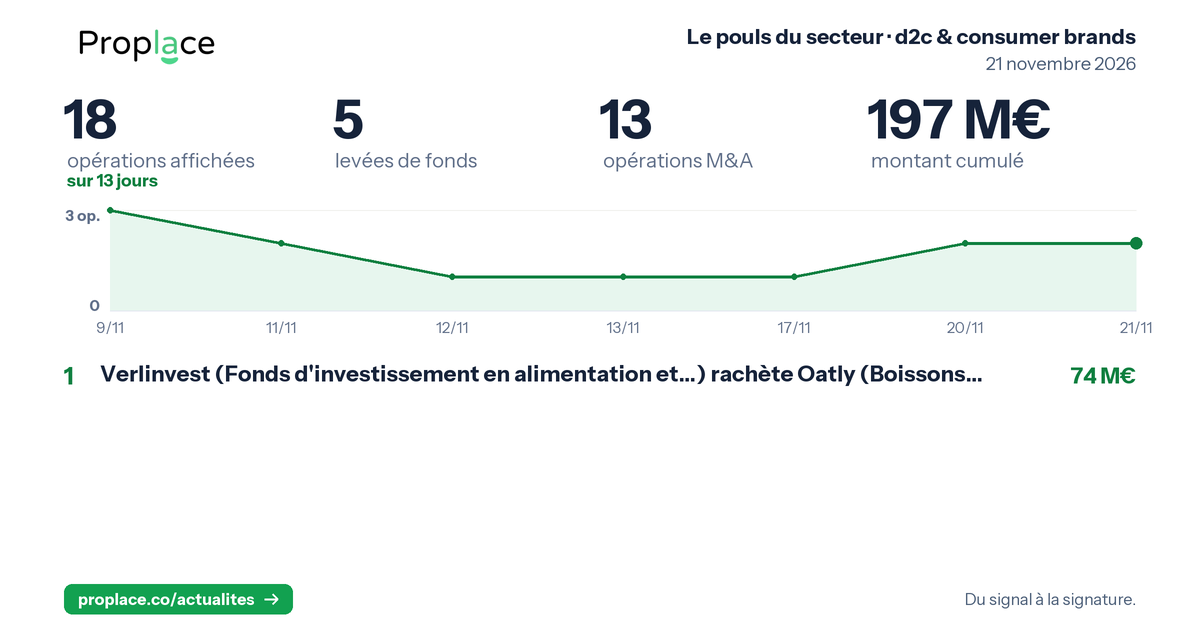 Proplace
Le pouls du secteur · d2c & consumer brands
21 novembre 2026
18
opérations affichées
sur 13 jours
5
levées de fonds
13
opérations M&A
197 M€
montant cumulé
3 op.
0
9/11
11/11
12/11
13/11
17/11
20/11
21/11
1 Verlinvest (Fonds d'investissement en alimentation et...) rachète Oatly (Boissons... 74 M€
proplace.co/actualites →
Du signal à la signature.